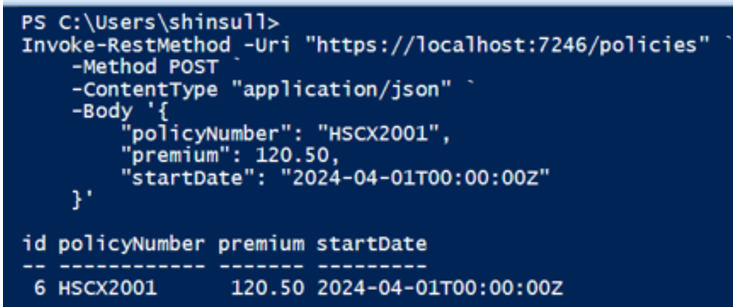 PS C:\Users\shinsull>
Invoke-RestMethod -Uri "https://localhost:7246/policies" `
    -Method POST `
    -ContentType "application/json" `
    -Body '{
        "policyNumber": "HSCX2001",
        "premium": 120.50,
        "startDate": "2024-04-01T00:00:00Z"
    }'
id policyNumber premium startDate
-- ------------ ------- ---------
 6 HSCX2001      120.50 2024-04-01T00:00:00Z